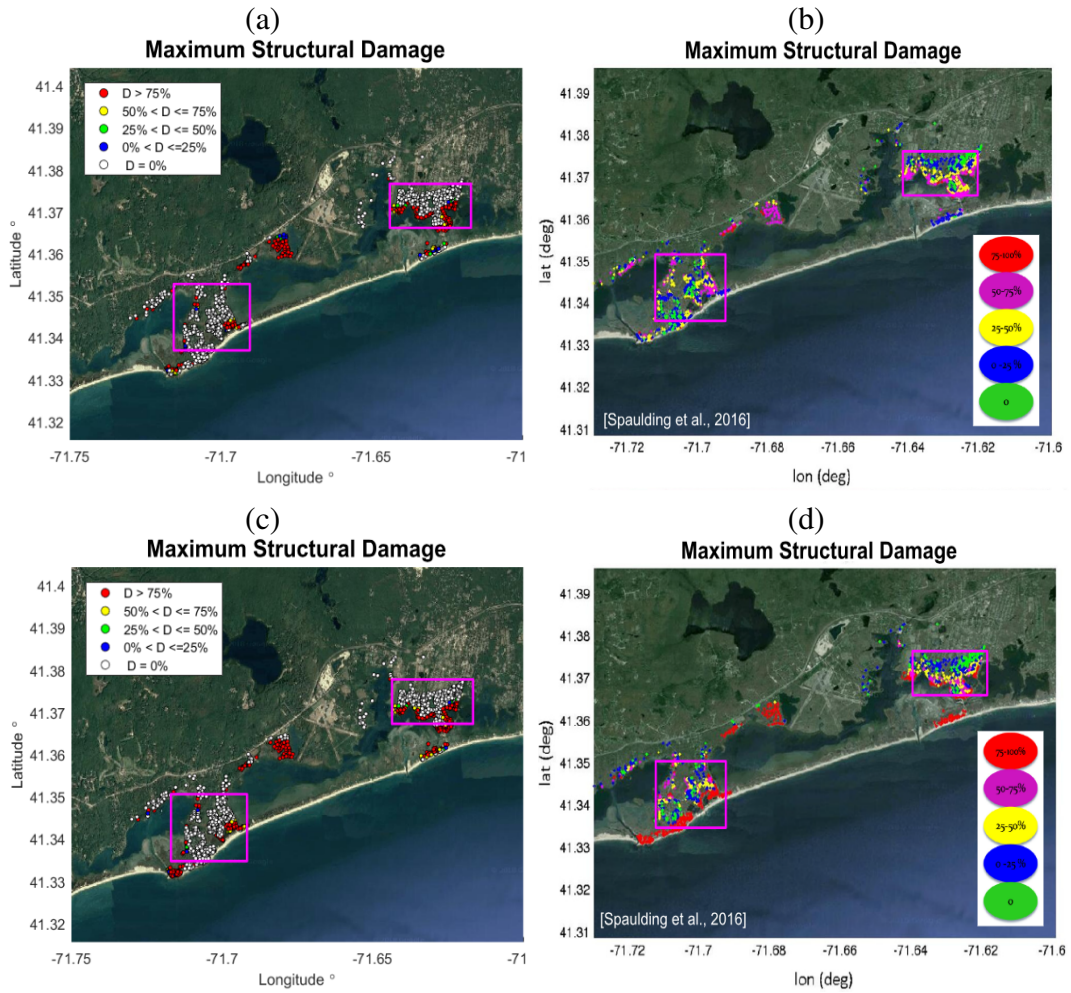 (a)
Maximum Structural Damage
41.4
41.39
41.38
41.37
41.36
41.35
41.34
41.33
41.32
Latitude °
D > 75%
50% < D <= 75%
25% < D <= 50%
0% < D <=25%
D = 0%
-71.75
-71.7
-71.65
-71
Longitude °
(b)
Maximum Structural Damage
41.39
41.38
41.37
41.36
41.35
41.34
41.33
41.32
41.31
lat (deg)
75-100%
50-75%
25-50%
0 -25 %
0
[Spaulding et al., 2016]
-71.72
-71.7
-71.68
-71.66
-71.64
-71.62
-71.6
lon (deg)
(c)
Maximum Structural Damage
41.4
41.39
41.38
41.37
41.36
41.35
41.34
41.33
41.32
Latitude °
D > 75%
50% < D <= 75%
25% < D <= 50%
0% < D <=25%
D = 0%
-71.75
-71.7
-71.65
-71
Longitude °
(d)
Maximum Structural Damage
41.39
41.38
41.37
41.36
41.35
41.34
41.33
41.32
41.31
lat (deg)
75-100%
50-75%
25-50%
0 -25 %
0
[Spaulding et al., 2016]
-71.72
-71.7
-71.68
-71.66
-71.64
-71.62
-71.6
lon (deg)